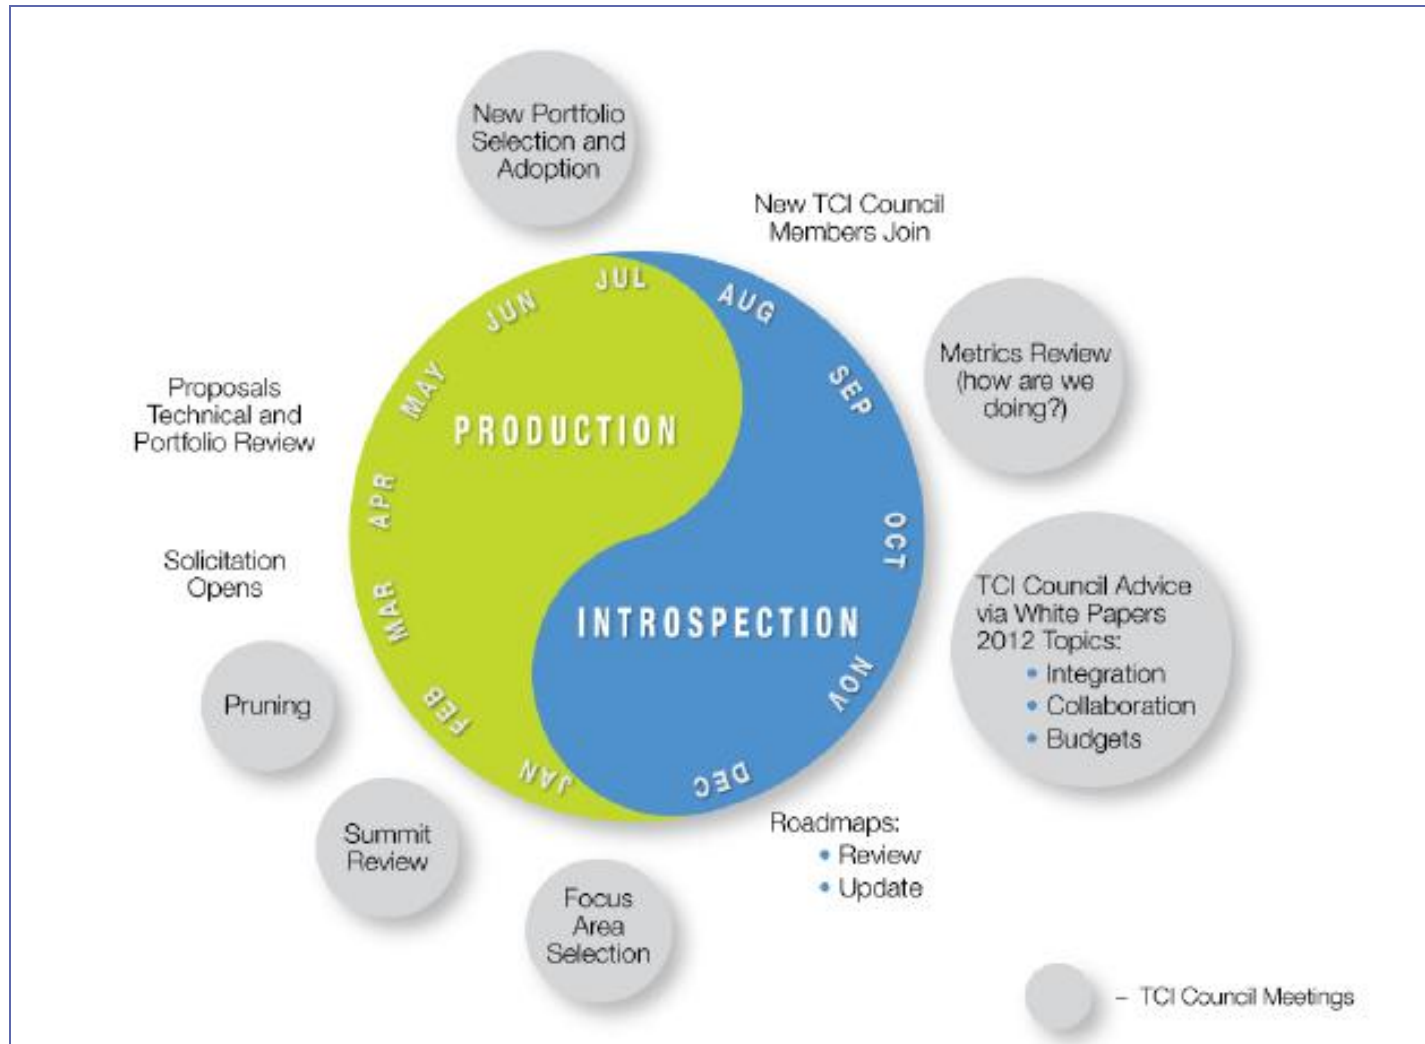 New Portfolio
Selection and
Adoption
New TCI Council
Members Join
Metrics Review
(how are we
doing?)
TCI Council Advice
via White Papers
2012 Topics:
• Integration
• Collaboration
• Budgets
Roadmaps:
• Review
• Update
Focus
Area
Selection
Summit
Review
Pruning
Solicitation
Opens
Proposals
Technical and
Portfolio Review
JAN
FEB
MAR
APR
MAY
JUN
JUL
AUG
SEP
OCT
NOV
DEC
PRODUCTION
INTROSPECTION
– TCI Council Meetings